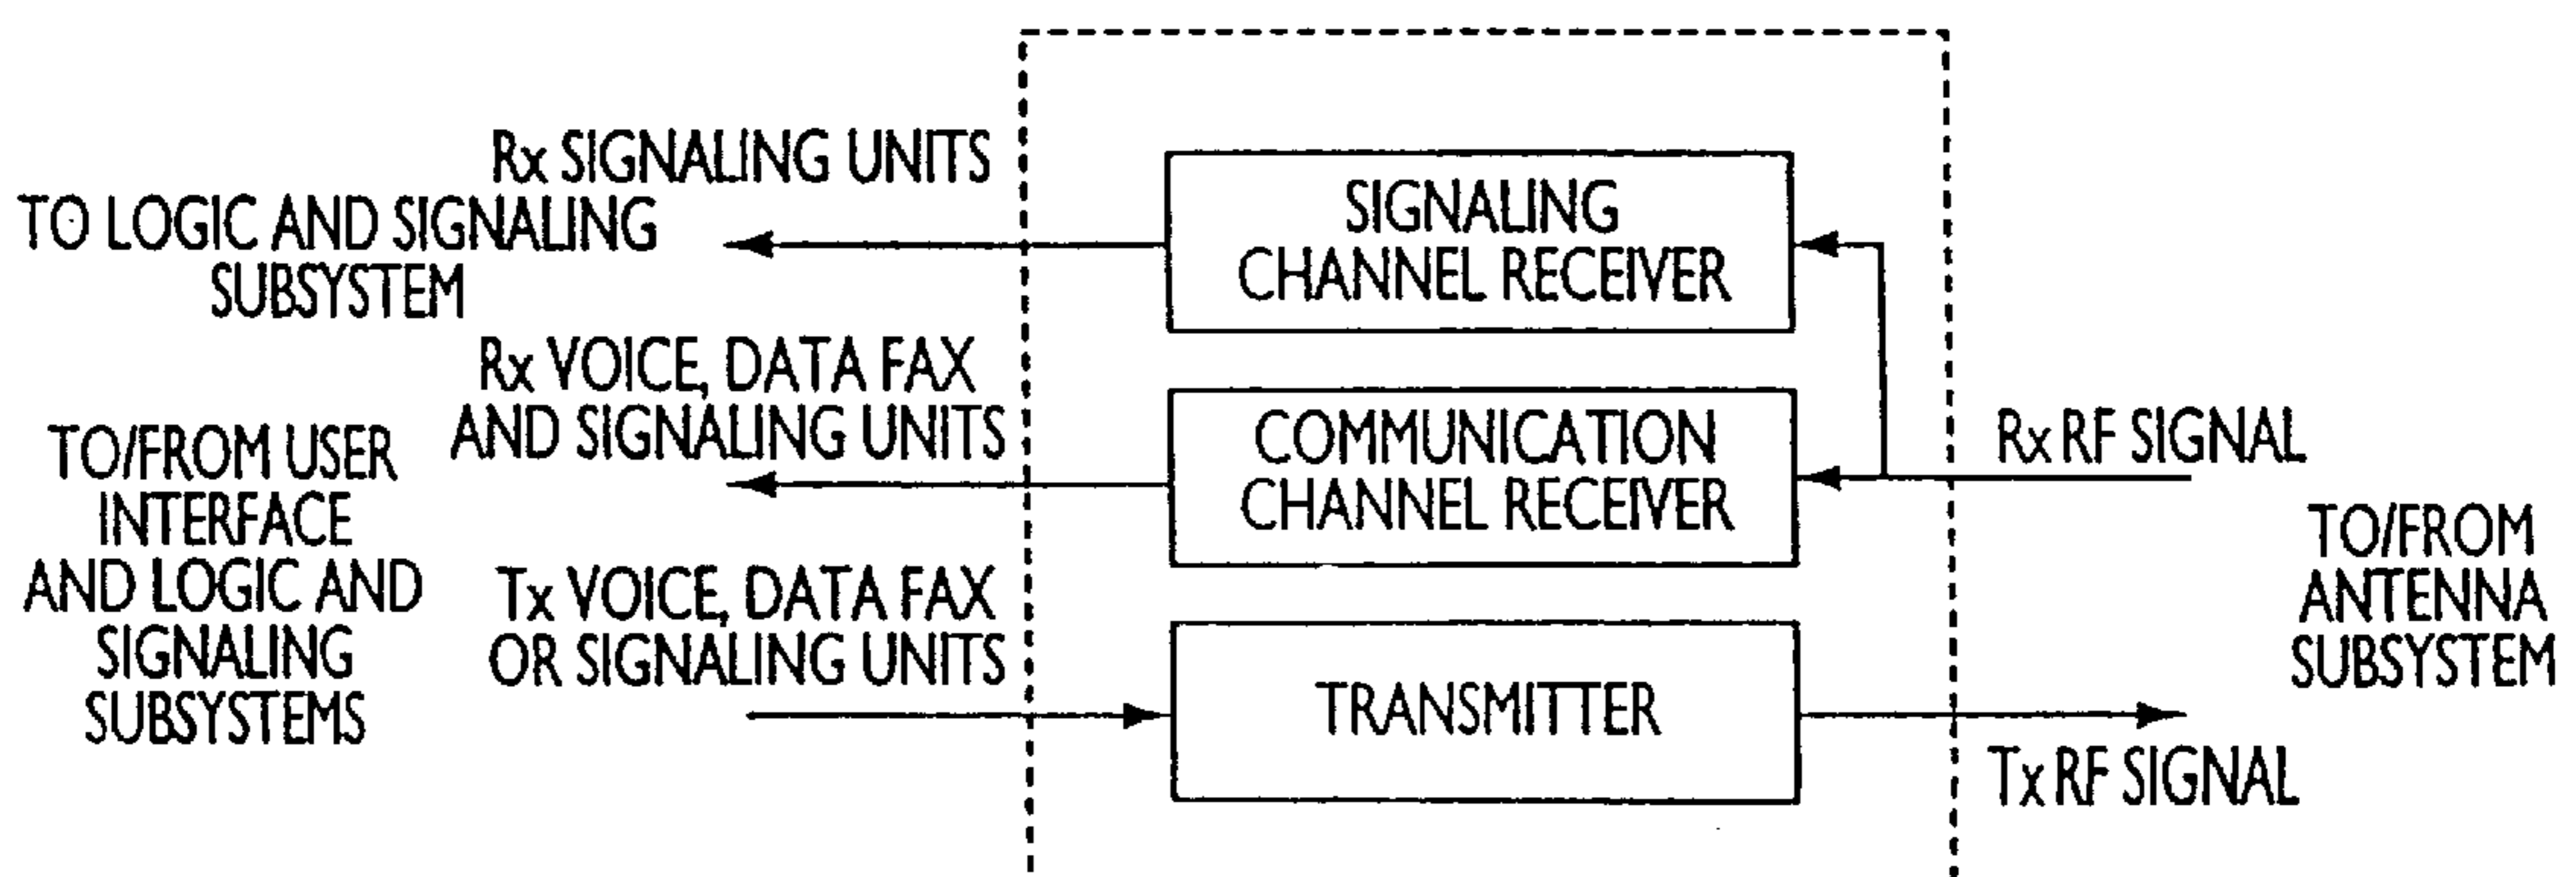 Rx SIGNALING UNITS
TO LOGIC AND SIGNALING
SUBSYSTEM
SIGNALING
CHANNEL RECEIVER
Rx VOICE, DATA FAX
AND SIGNALING UNITS
TO/FROM USER
INTERFACE
AND LOGIC AND
SIGNALING
SUBSYSTEMS
COMMUNICATION
CHANNEL RECEIVER
Rx RF SIGNAL
TO/FROM
ANTENNA
SUBSYSTEM
Tx VOICE, DATA FAX
OR SIGNALING UNITS
TRANSMITTER
Tx RF SIGNAL